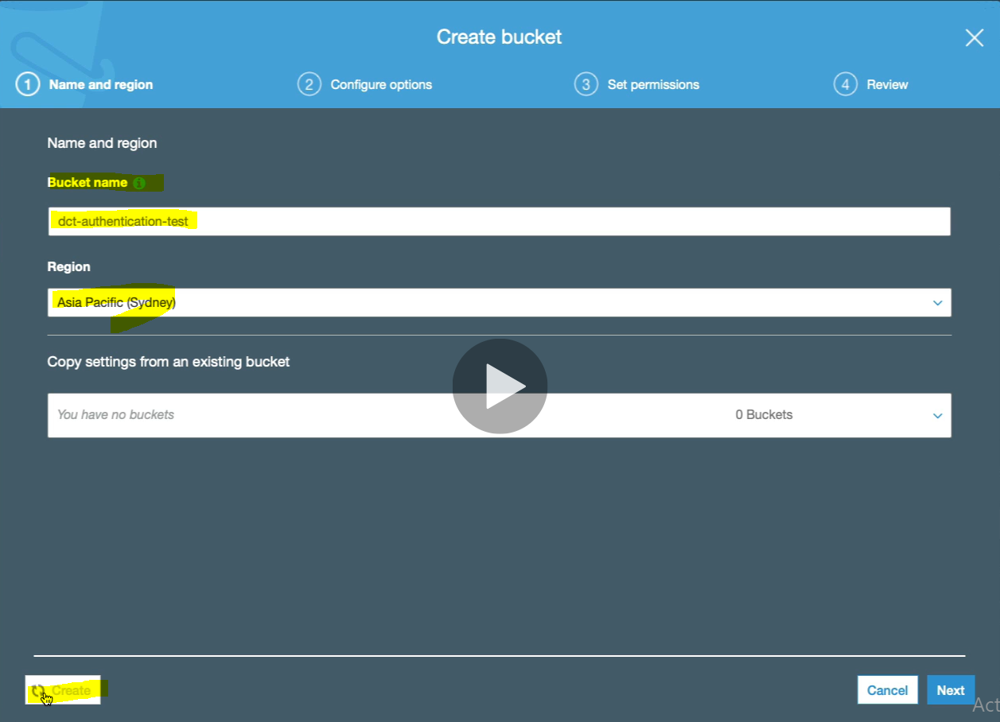 Create bucket
1 Name and region
2 Configure options
3 Set permissions
4 Review
Name and region
Bucket name
dct-authentication-test
Region
Asia Pacific (Sydney)
Copy settings from an existing bucket
You have no buckets 0 Buckets
Create Cancel Next
Act